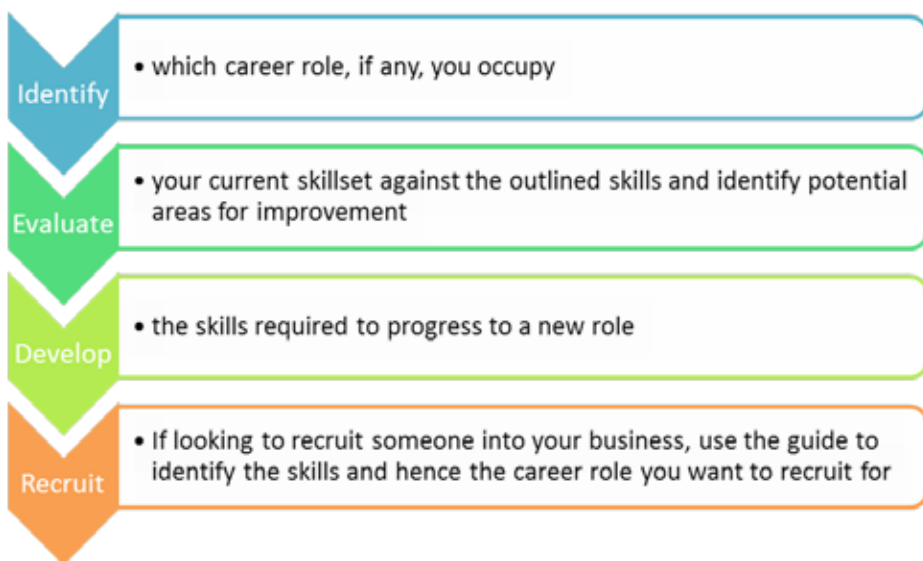 Identify
• which career role, if any, you occupy
Evaluate
• your current skillset against the outlined skills and identify potential
areas for improvement
Develop
• the skills required to progress to a new role
Recruit
• If looking to recruit someone into your business, use the guide to
identify the skills and hence the career role you want to recruit for